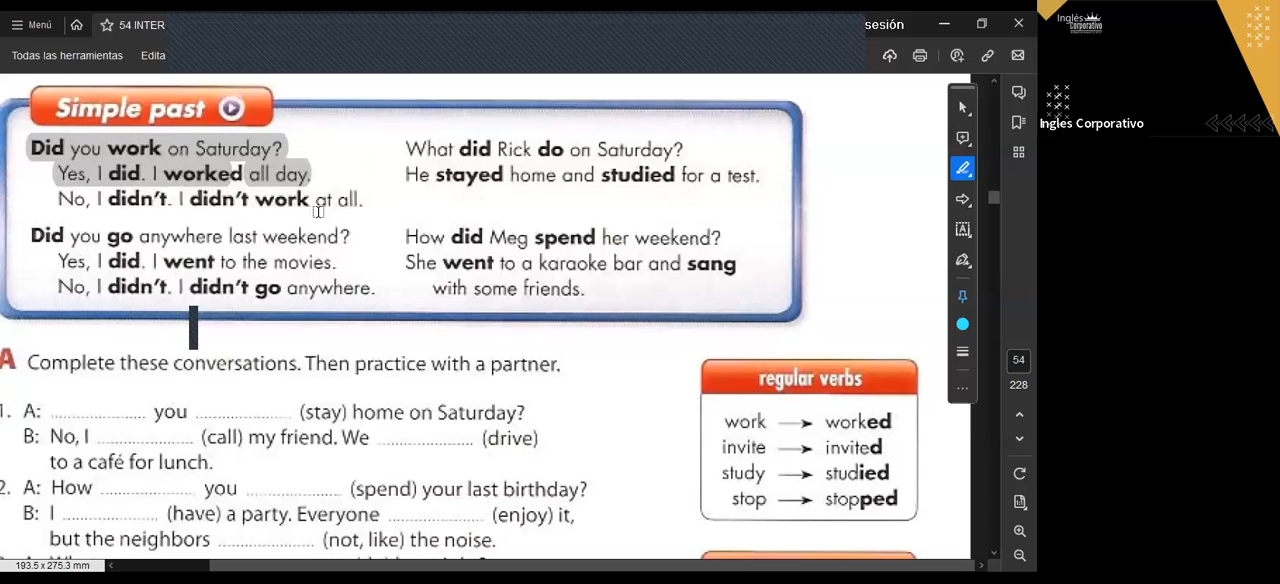 Menú
54 INTER
sesión
Todas las herramientas
Edita
Simple past
Did you work on Saturday?
Yes, I did. I worked all day.
No, I didn't. I didn't work at all.
Did you go anywhere last weekend?
Yes, I did. I went to the movies.
No, I didn't. I didn't go anywhere.
What did Rick do on Saturday?
He stayed home and studied for a test.
How did Meg spend her weekend?
She went to a karaoke bar and sang
with some friends.
A Complete these conversations. Then practice with a partner.
1. A: .................... you .................... (stay) home on Saturday?
B: No, I .................... (call) my friend. We .................... (drive)
to a café for lunch.
2. A: How .................... you .................... (spend) your last birthday?
B: I .................... (have) a party. Everyone .................... (enjoy) it,
but the neighbors .................... (not, like) the noise.
regular verbs
work → worked
invite → invited
study → studied
stop → stopped
54
228
193.5 x 275.3 mm
Inglés
Corporativo
Ingles Corporativo